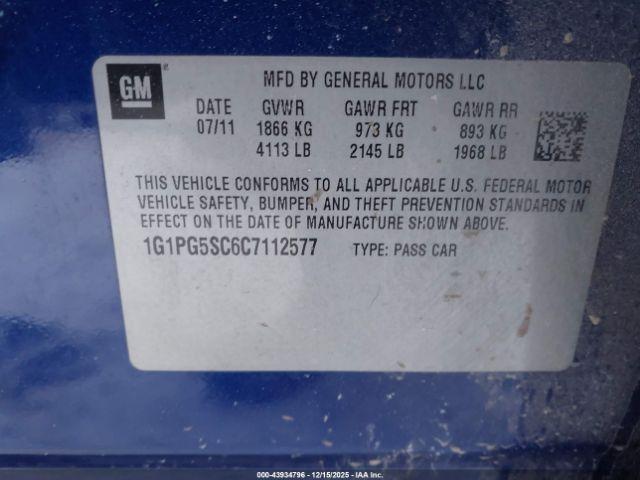 GM
MFD BY GENERAL MOTORS LLC
DATE GVWR GAWR FRT GAWR RR
07/11 1866 KG 973 KG 893 KG
4113 LB 2145 LB 1968 LB
THIS VEHICLE CONFORMS TO ALL APPLICABLE U.S. FEDERAL MOTOR
VEHICLE SAFETY, BUMPER, AND THEFT PREVENTION STANDARDS IN
EFFECT ON THE DATE OF MANUFACTURE SHOWN ABOVE.
1G1PG5SC6C7112577 TYPE: PASS CAR
000-43934796 - 12/15/2025 - IAAI.com